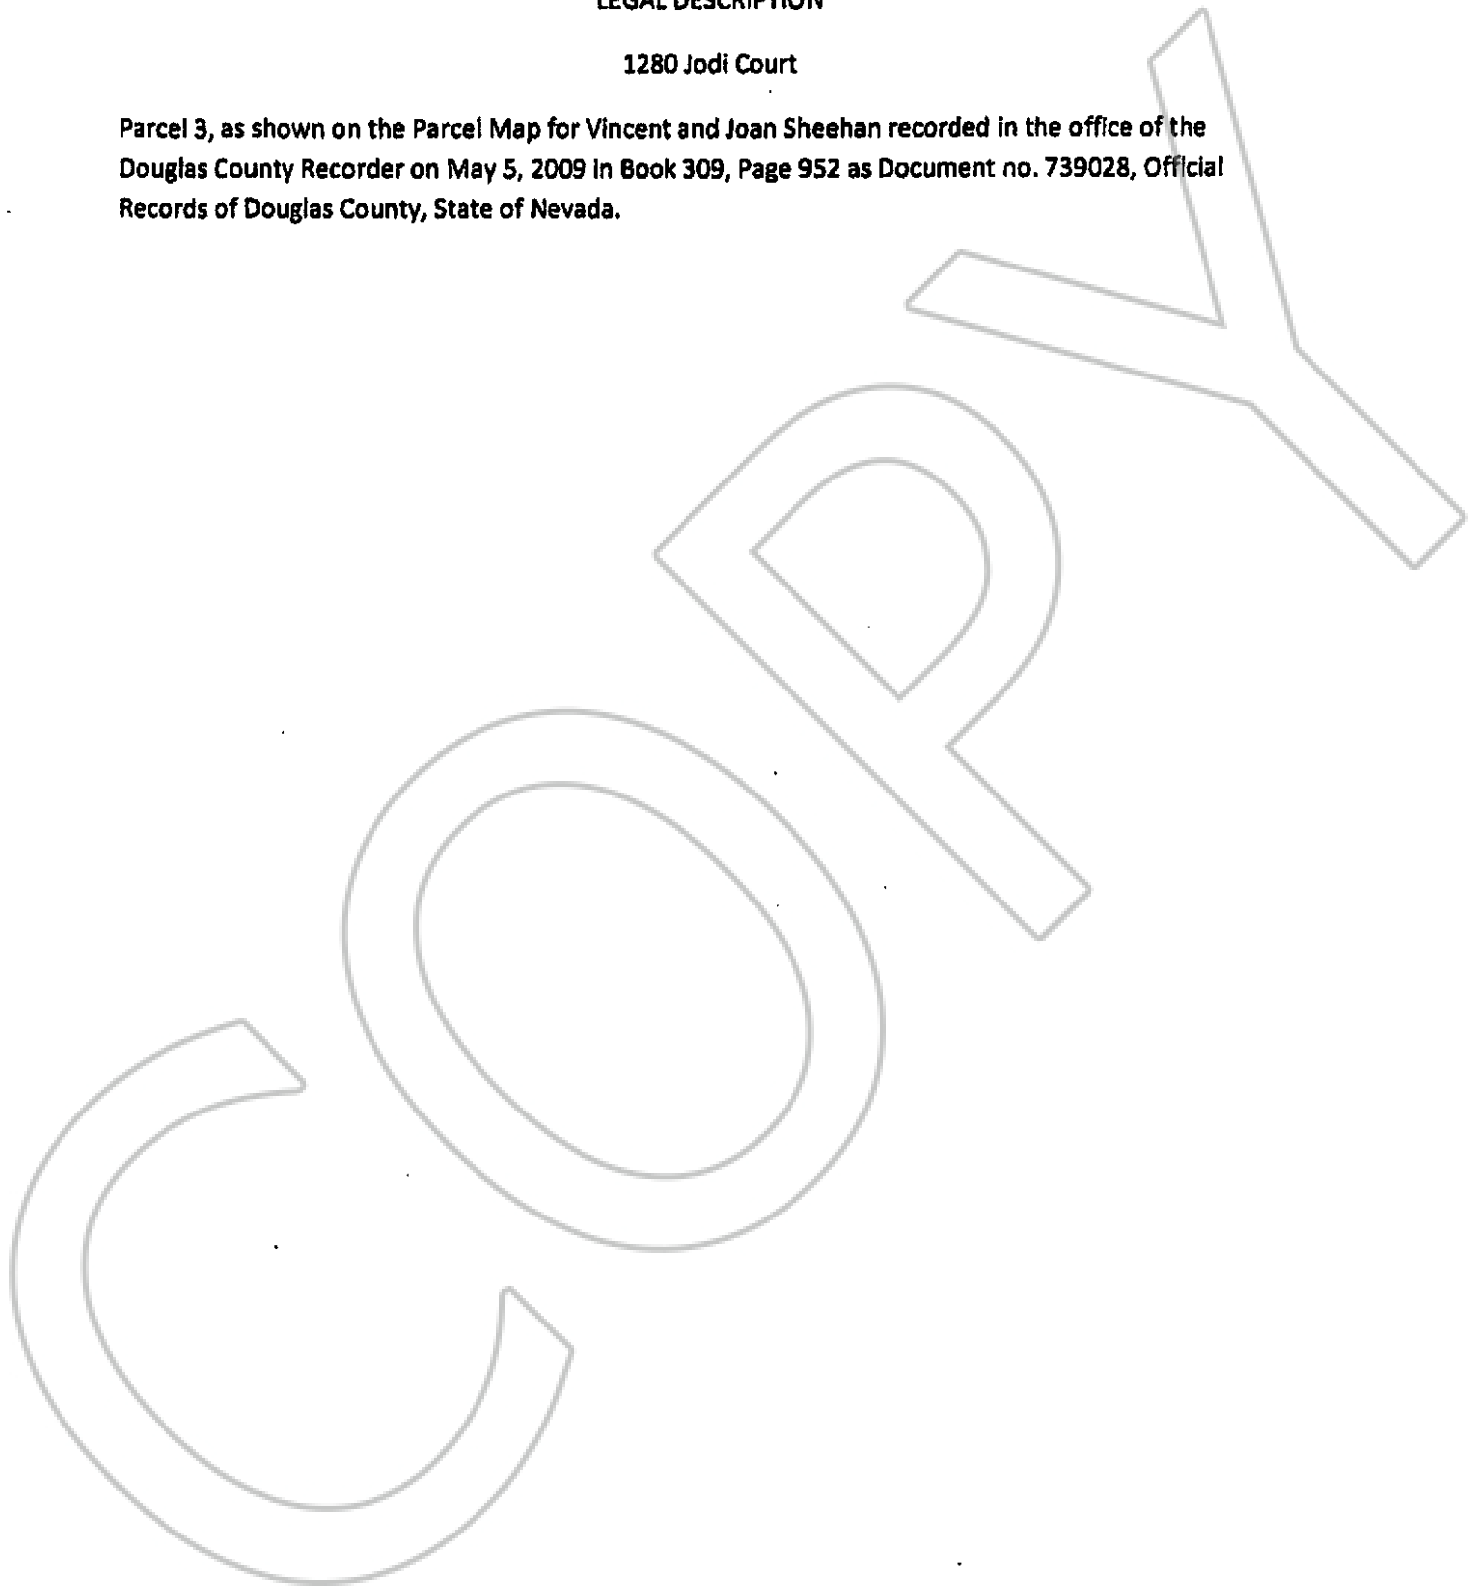 LEGAL DESCRIPTION
1280 Jodi Court
Parcel 3, as shown on the Parcel Map for Vincent and Joan Sheehan recorded in the office of the
Douglas County Recorder on May 5, 2009 in Book 309, Page 952 as Document no. 739028, Official
Records of Douglas County, State of Nevada.
COPY